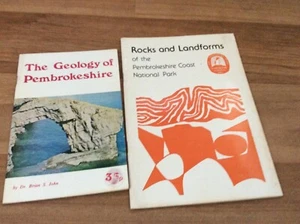 The Geology of
Pembrokeshire
by Dr. Brian S. John
Rocks and Landforms
of the
Pembrokeshire Coast
National Park